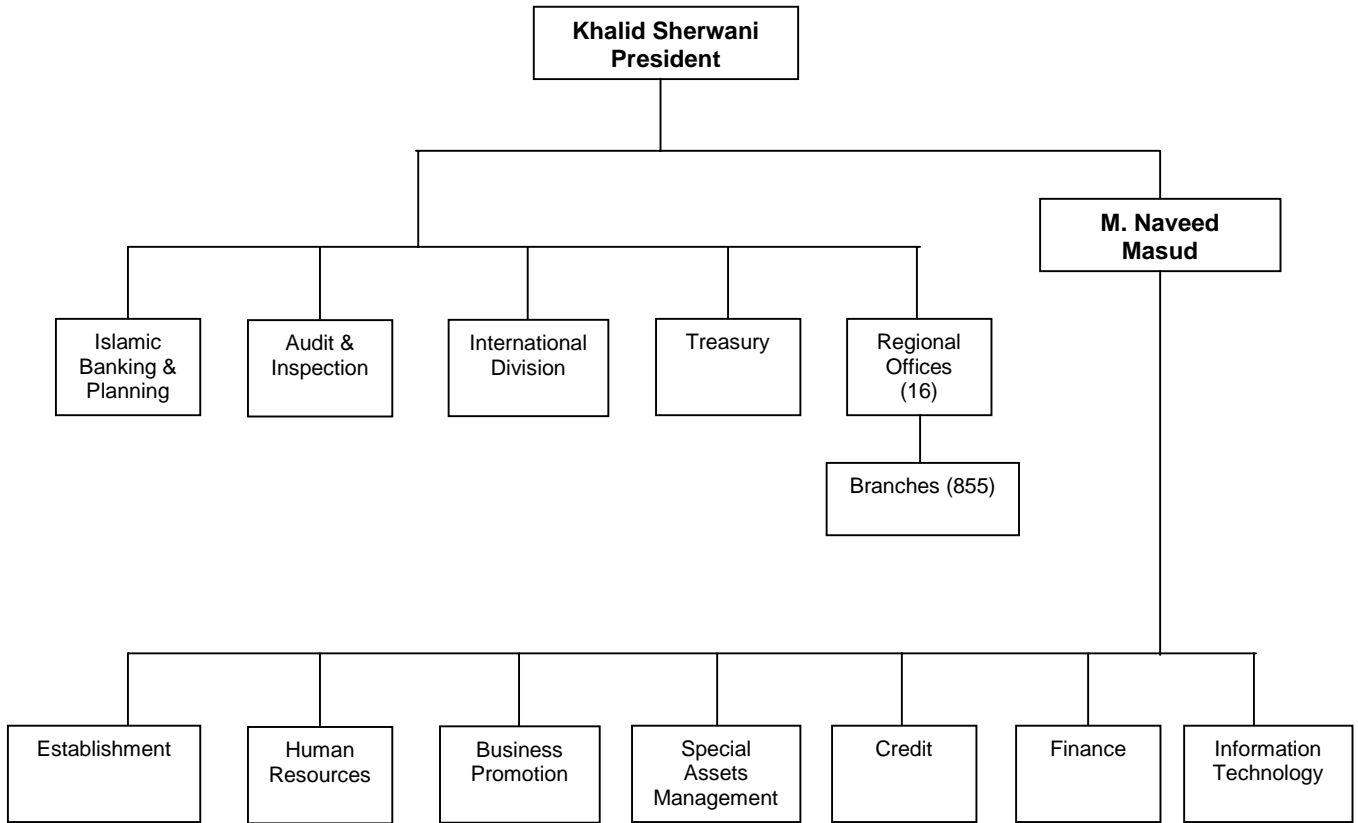 Khalid Sherwani
President
M. Naveed
Masud
Islamic
Banking &
Planning
Audit &
Inspection
International
Division
Treasury
Regional
Offices
(16)
Branches (855)
Establishment
Human
Resources
Business
Promotion
Special
Assets
Management
Credit
Finance
Information
Technology